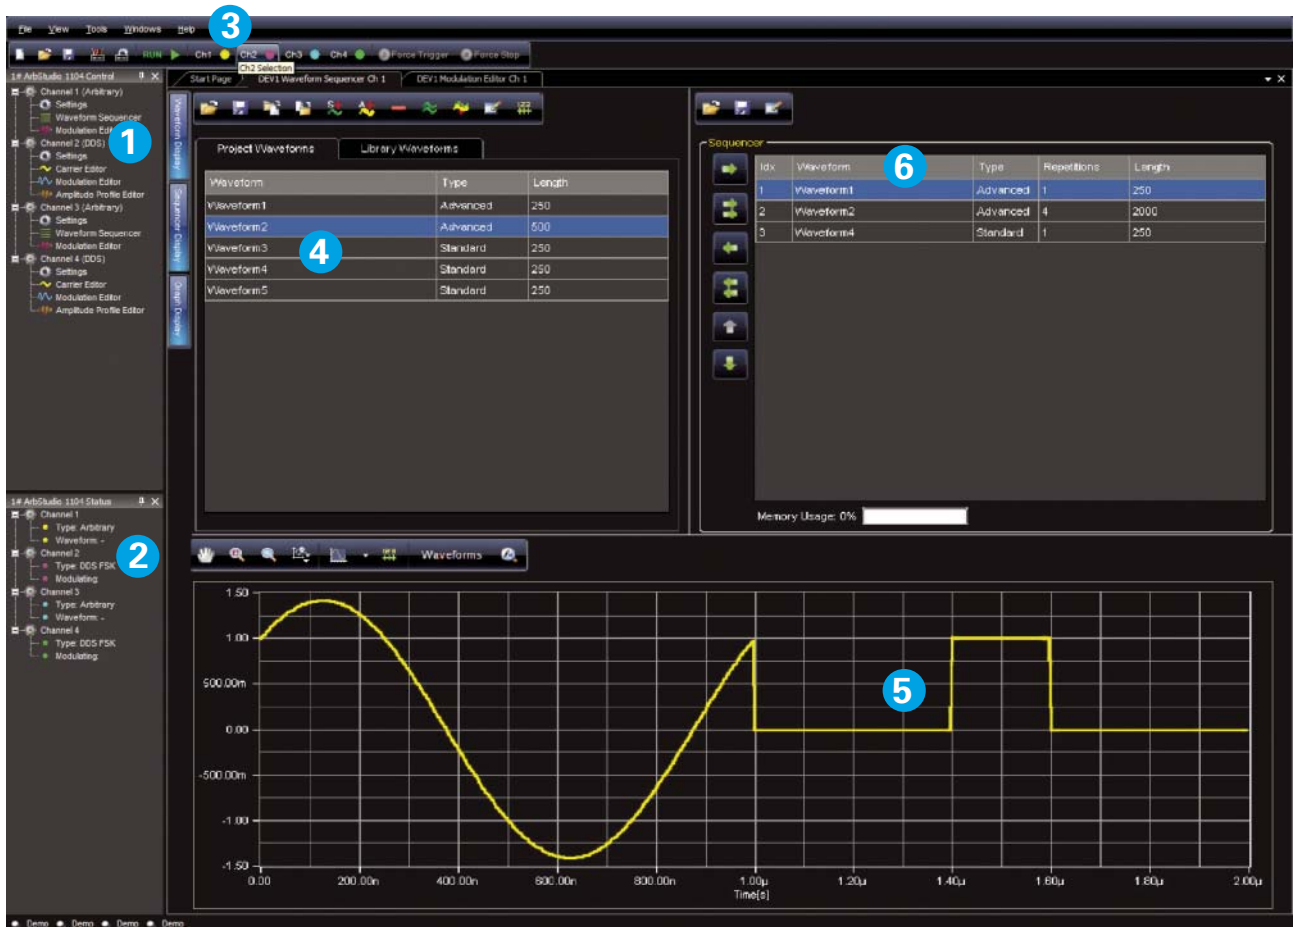 File View Tools Windows Help
3
RUN Ch1 Ch2 Ch3 Ch4 Force Trigger Force Stop
Ch2 Selection
1# ArbStudio 1104 Control
Channel 1 (Arbitrary)
Settings
Waveform Sequencer
Modulation Edi
1
Channel 2 (DDS)
Settings
Carrier Editor
Modulation Editor
Amplitude Profile Editor
Channel 3 (Arbitrary)
Settings
Waveform Sequencer
Modulation Editor
Channel 4 (DDS)
Settings
Carrier Editor
Modulation Editor
Amplitude Profile Editor
1# ArbStudio 1104 Status
Channel 1
Type: Arbitrary
Waveform: -
2
Channel 2
Type: DDS FSK
Modulating:
Channel 3
Type: Arbitrary
Waveform: -
Channel 4
Type: DDS FSK
Modulating:
Start Page DEV1 Waveform Sequencer Ch 1 DEV1 Modulation Editor Ch 1
Waveform Display
Sequencer Display
Graph Display
Project Waveforms Library Waveforms
Waveform Type Length
Waveform1 Advanced 250
Waveform2 Advanced 500
Waveform3 Standard 250
4
Waveform4 Standard 250
Waveform5 Standard 250
Sequencer
Idx Waveform Type Repetitions Length
6
1 Waveform1 Advanced 1 250
2 Waveform2 Advanced 4 2000
3 Waveform4 Standard 1 250
Memory Usage: 0%
Waveforms
1.50
1.00
500.00m
0.00
-500.00m
-1.00
-1.50
5
0.00 200.00n 400.00n 600.00n 800.00n 1.00µ 1.20µ 1.40µ 1.60µ 1.80µ 2.00µ
Time[s]
Demo Demo Demo Demo